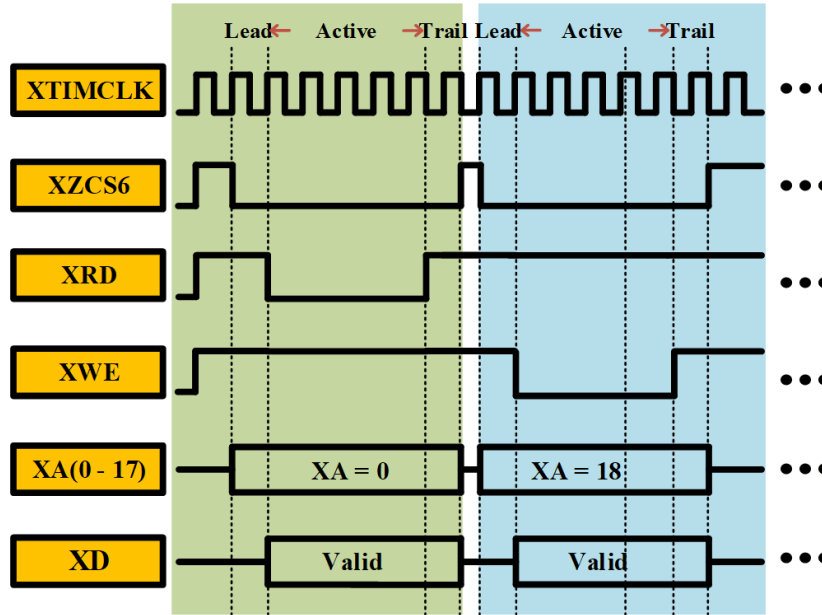 Lead Active Trail Lead Active Trail
XTIMCLK
XZCS6
XRD
XWE
XA(0 - 17) XA = 0 XA = 18
XD Valid Valid